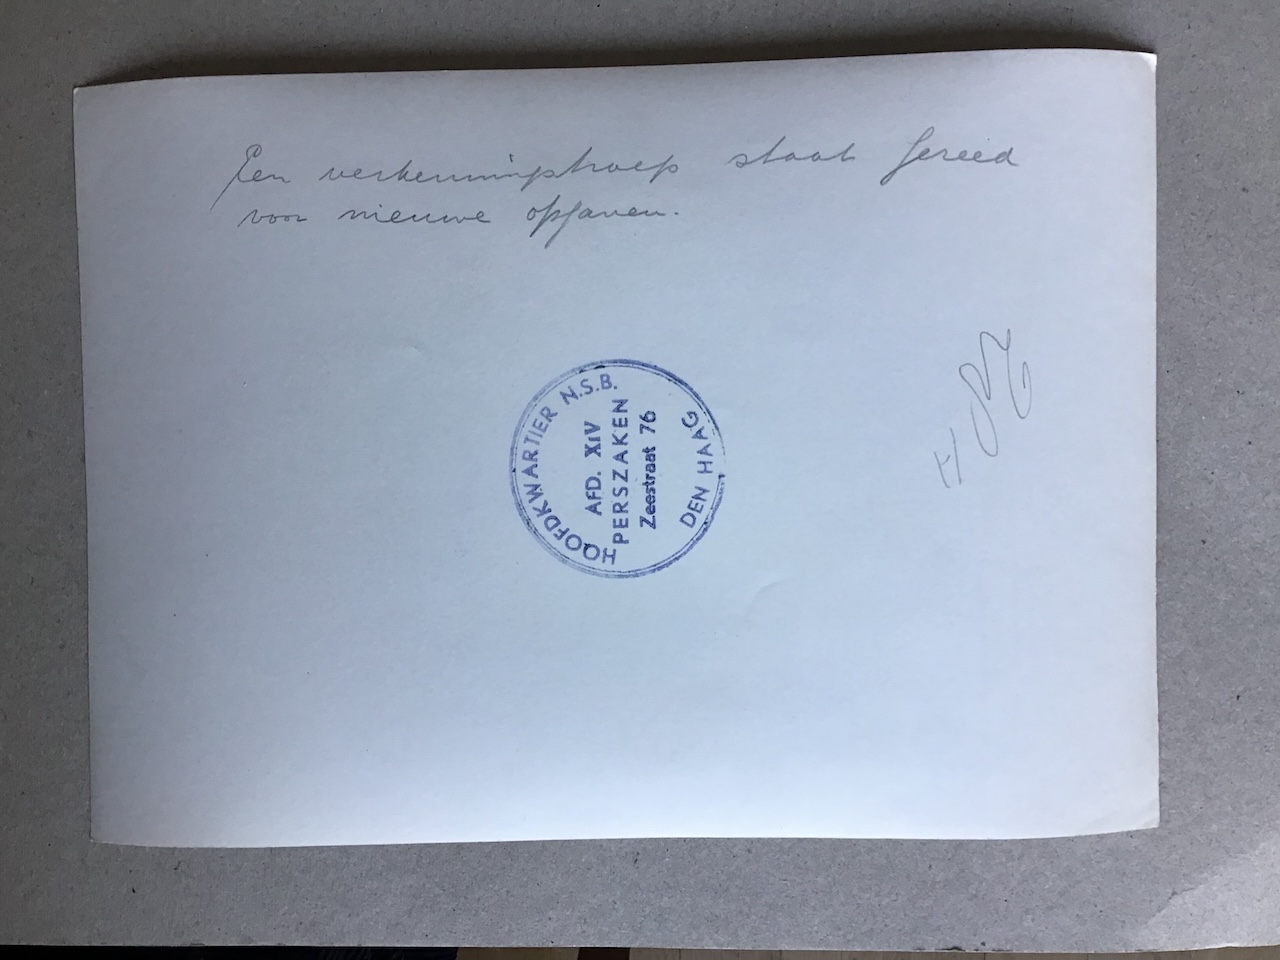 Een verkenningstroep staat gereed
voor nieuwe opgaven.
HOOFDKWARTIER N.S.B.
AFD. XIV
PERSZAKEN
Zeestraat 76
DEN HAAG